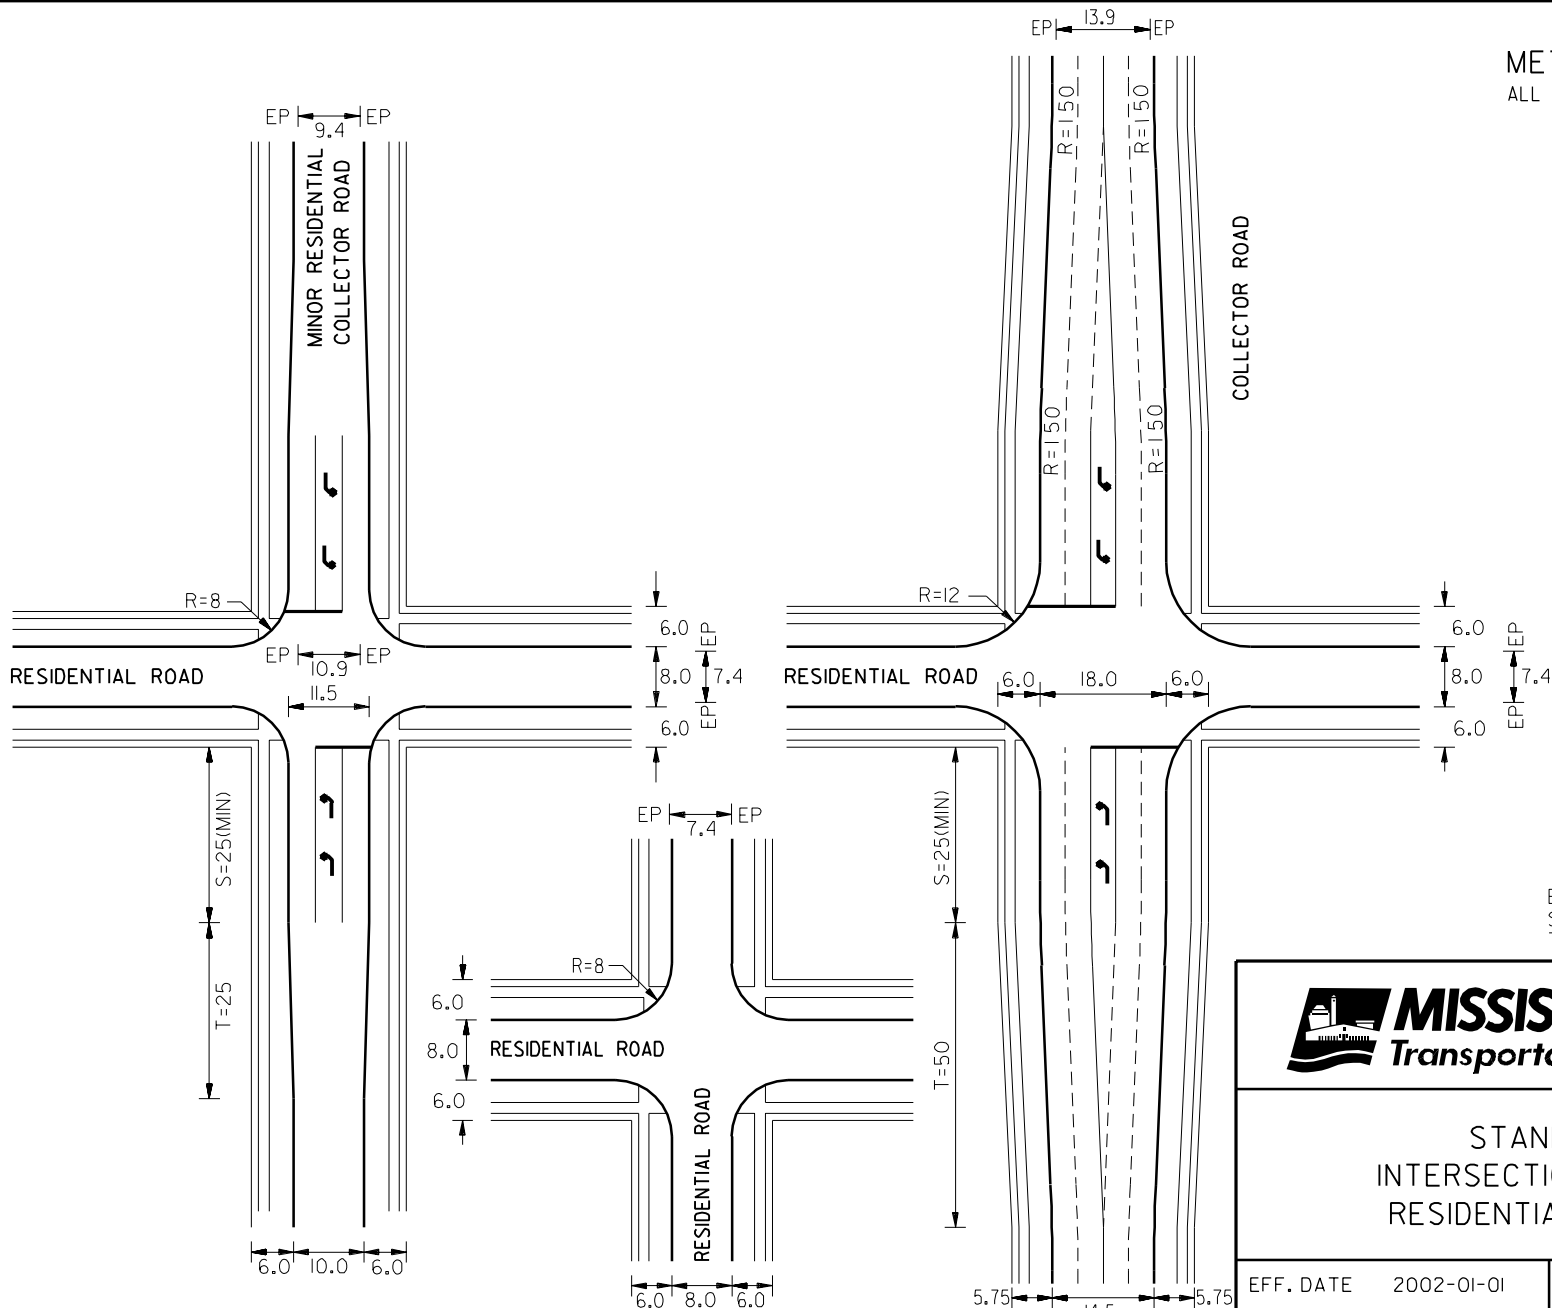 EP 13.9 EP
MET
ALL
EP 9.4 EP
MINOR RESIDENTIAL
COLLECTOR ROAD
R=150
R=150
COLLECTOR ROAD
R=150
R=150
R=8
R=12
6.0
EP
6.0
EP
EP 10.9 EP
RESIDENTIAL ROAD
11.5
8.0
7.4
RESIDENTIAL ROAD
6.0
18.0
6.0
8.0
7.4
6.0
EP
6.0
EP
S=25(MIN)
S=25(MIN)
EP 7.4 EP
R=8
T=25
6.0
8.0
RESIDENTIAL ROAD
6.0
RESIDENTIAL ROAD
T=50
MISSIS
Transporta
STAN
INTERSECTI
RESIDENTIA
6.0
10.0
6.0
6.0
8.0
6.0
5.75
14.5
5.75
EFF. DATE 2002-01-01